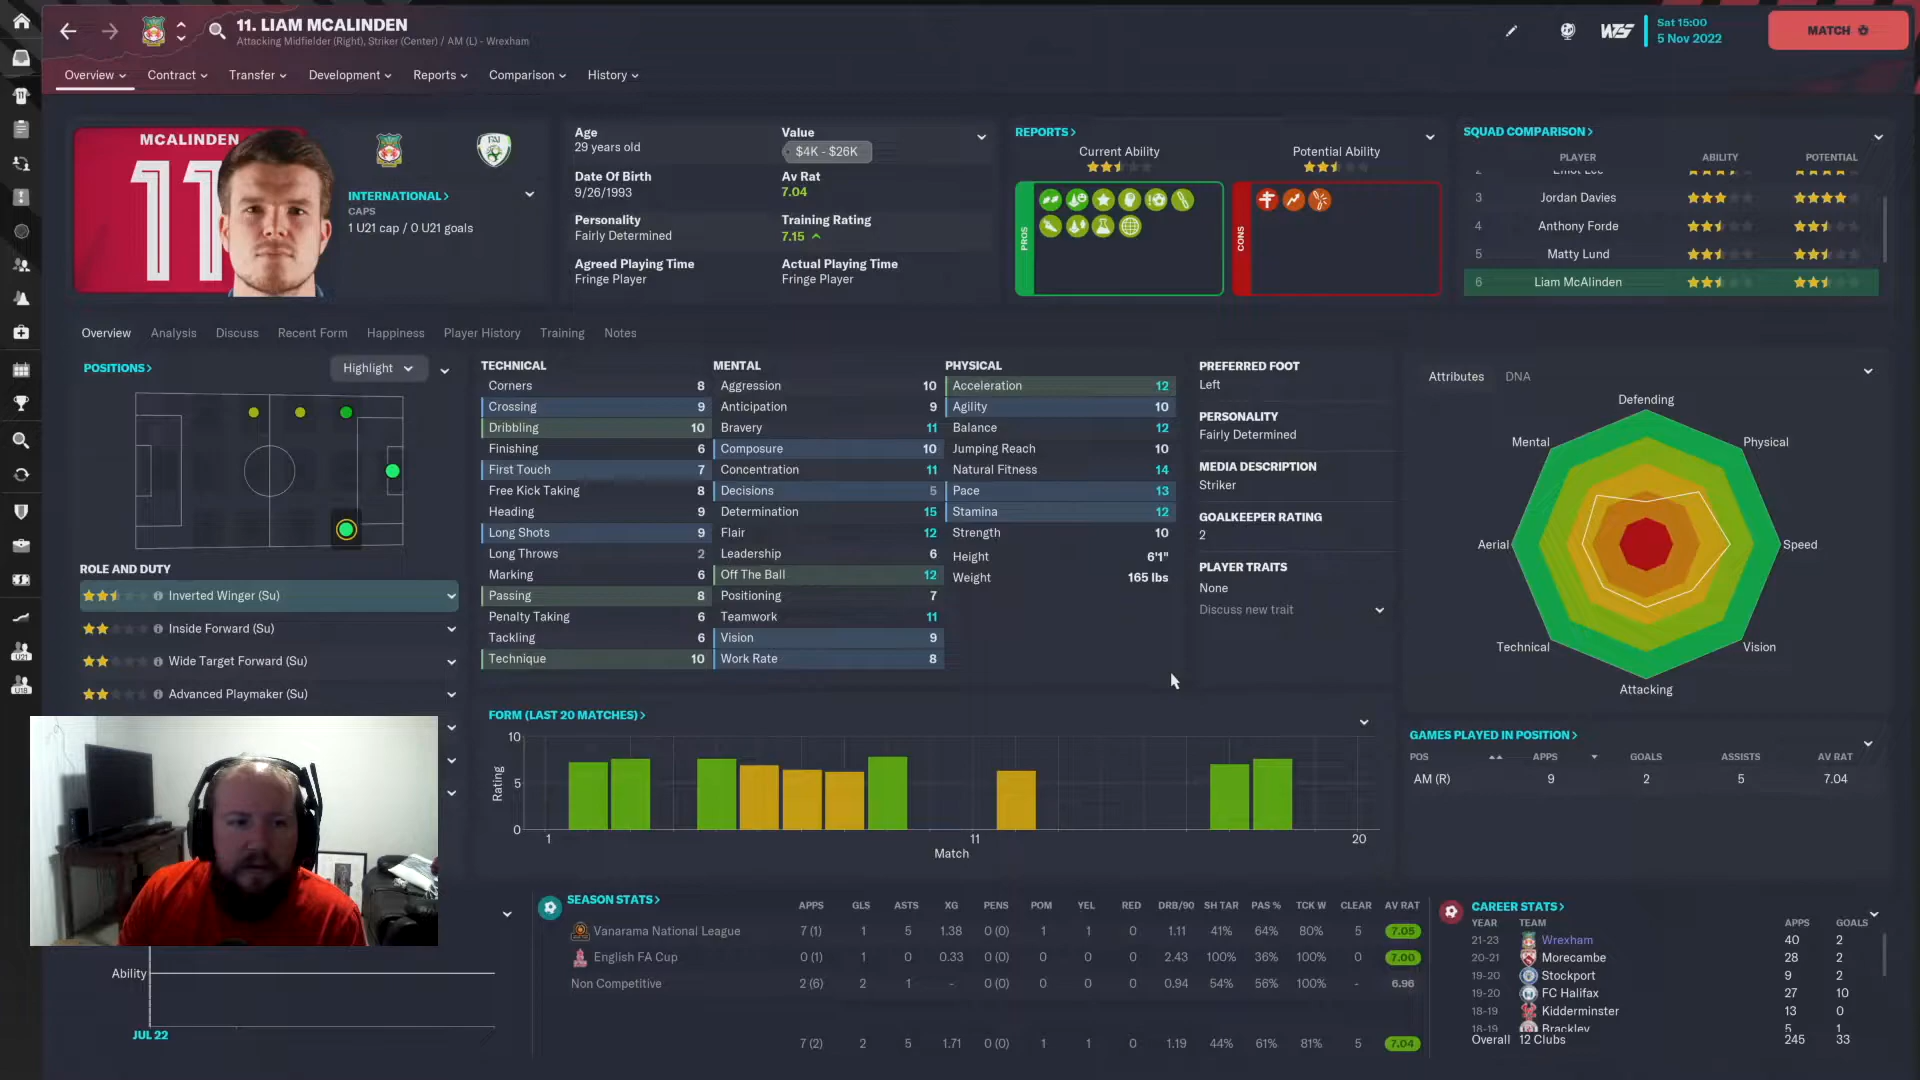 11. LIAM MCALINDEN
Attacking Midfielder (Right), Striker (Center) / AM (L) - Wrexham
Sat 15:00
5 Nov 2022
MATCH
Overview Contract Transfer Development Reports Comparison History
MCALINDEN
11
INTERNATIONAL>
CAPS
1 U21 cap / 0 U21 goals
Age
29 years old
Value
$4K - $26K
Date Of Birth
9/26/1993
Av Rat
7.04
Personality
Fairly Determined
Training Rating
7.15
Agreed Playing Time
Fringe Player
Actual Playing Time
Fringe Player
REPORTS>
Current Ability
Potential Ability
PROS
CONS
SQUAD COMPARISON>
PLAYER ABILITY POTENTIAL
3 Jordan Davies
4 Anthony Forde
5 Matty Lund
6 Liam McAlinden
Overview Analysis Discuss Recent Form Happiness Player History Training Notes
POSITIONS>
Highlight
ROLE AND DUTY
Inverted Winger (Su)
Inside Forward (Su)
Wide Target Forward (Su)
Advanced Playmaker (Su)
TECHNICAL
Corners 8
Crossing 9
Dribbling 10
Finishing 6
First Touch 7
Free Kick Taking 8
Heading 9
Long Shots 9
Long Throws 2
Marking 6
Passing 8
Penalty Taking 6
Tackling 6
Technique 10
MENTAL
Aggression 10
Anticipation 9
Bravery 11
Composure 10
Concentration 11
Decisions 5
Determination 15
Flair 12
Leadership 6
Off The Ball 12
Positioning 7
Teamwork 11
Vision 9
Work Rate 8
PHYSICAL
Acceleration 12
Agility 10
Balance 12
Jumping Reach 10
Natural Fitness 14
Pace 13
Stamina 12
Strength 10
Height 6'1"
Weight 165 lbs
PREFERRED FOOT
Left
PERSONALITY
Fairly Determined
MEDIA DESCRIPTION
Striker
GOALKEEPER RATING
2
PLAYER TRAITS
None
Discuss new trait
Attributes DNA
Defending
Mental Physical
Aerial Speed
Technical Vision
Attacking
FORM (LAST 20 MATCHES)>
Rating
10
5
0
1 11 20
Match
GAMES PLAYED IN POSITION>
POS APPS GOALS ASSISTS AV RAT
AM (R) 9 2 5 7.04
Ability
JUL 22
SEASON STATS>
APPS GLS ASTS XG PENS POM YEL RED DRB/90 SH TAR PAS % TCK W CLEAR AV RAT
Vanarama National League 7 (1) 1 5 1.38 0 (0) 1 1 0 1.11 41% 64% 80% 5 7.05
English FA Cup 0 (1) 1 0 0.33 0 (0) 0 0 0 2.43 100% 36% 100% 0 7.00
Non Competitive 2 (6) 2 1 - 0 (0) 0 0 0 0.94 54% 56% 100% - 6.96
7 (2) 2 5 1.71 0 (0) 1 1 0 1.19 44% 61% 81% 5 7.04
CAREER STATS>
YEAR TEAM APPS GOALS
21-23 Wrexham 40 2
20-21 Morecambe 28 2
19-20 Stockport 9 2
19-20 FC Halifax 27 10
18-19 Kidderminster 13 0
18-19 Brackley 5 1
Overall 12 Clubs 245 33
U21
U18